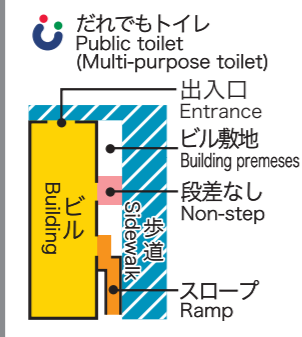 だれでもトイレ
Public toilet
(Multi-purpose toilet)
出入口
Entrance
ビル敷地
Building premeses
段差なし
Non-step
ビル
Building
歩道
Sidewalk
スロープ
Ramp